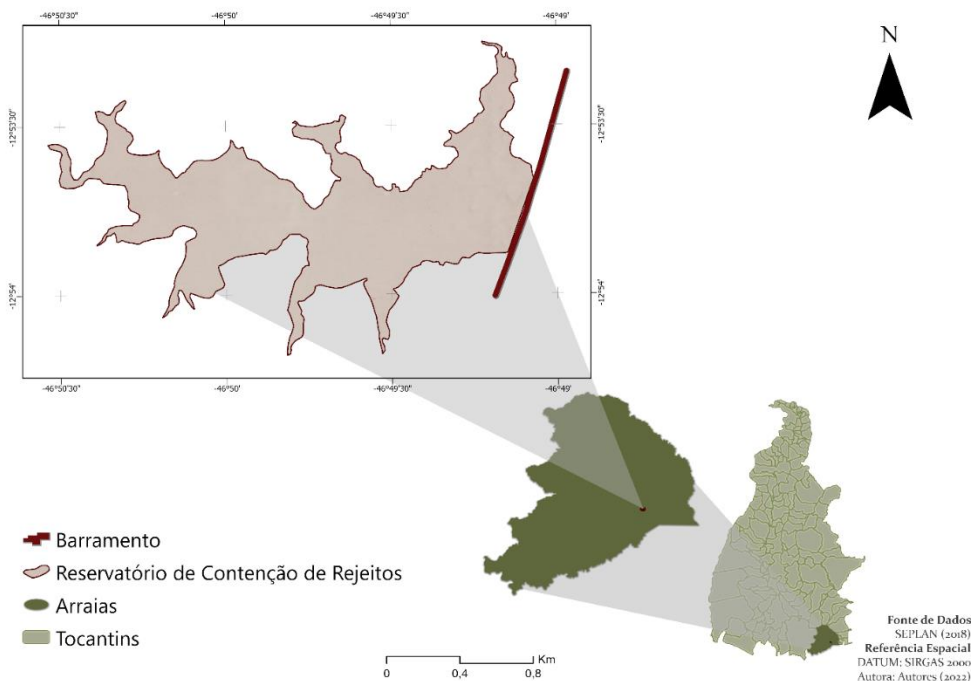 -46°50'30"
-46°50'
-46°49'30"
-46°49'
N
-12°53'30"
-12°53'30"
-12°54'
-12°54'
-46°50'30"
-46°50'
-46°49'30"
-46°49'
Barramento
Reservatório de Contenção de Rejeitos
Arraias
Tocantins
Km
0
0,4
0,8
Fonte de Dados
SEPLAN (2018)
Referência Espacial
DATUM: SIRGAS 2000
Autora: Autores (2022)